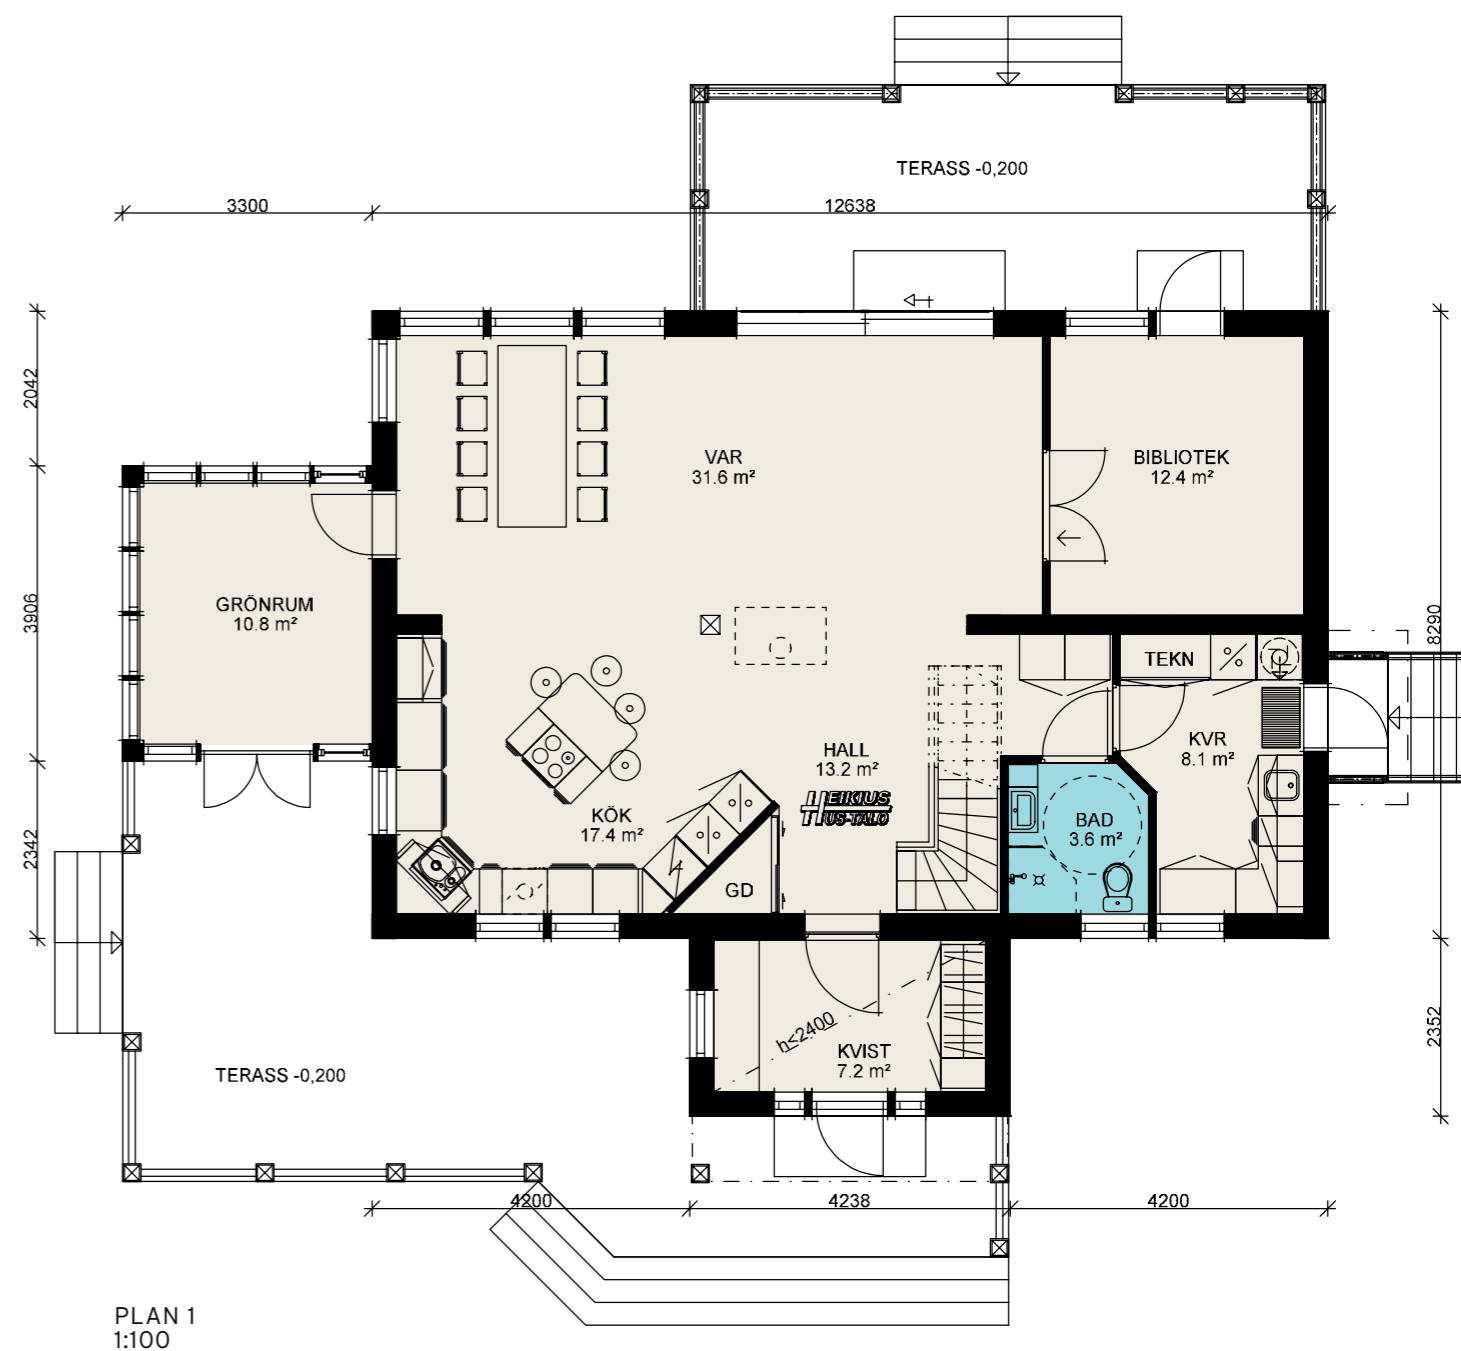 TERASS -0,200
3300
12638
2042
VAR
31.6 m²
BIBLIOTEK
12.4 m²
3906
GRÖNRUM
10.8 m²
8290
TEKN
HALL
13.2 m²
KVR
8.1 m²
HEIKIUS
HUS-TALO
KÖK
17.4 m²
BAD
3.6 m²
2342
GD
h<2400
KVIST
7.2 m²
2352
TERASS -0,200
4200
4238
4200
PLAN 1
1:100